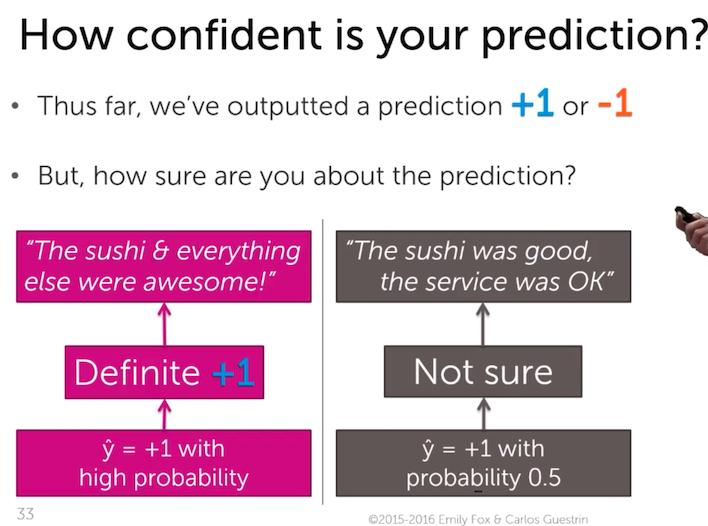 How confident is your prediction?
• Thus far, we've outputted a prediction +1 or -1
• But, how sure are you about the prediction?
“The sushi & everything
else were awesome!”
Definite +1
ŷ = +1 with
high probability
“The sushi was good,
the service was OK”
Not sure
ŷ = +1 with
probability 0.5
33
©2015-2016 Emily Fox & Carlos Guestrin